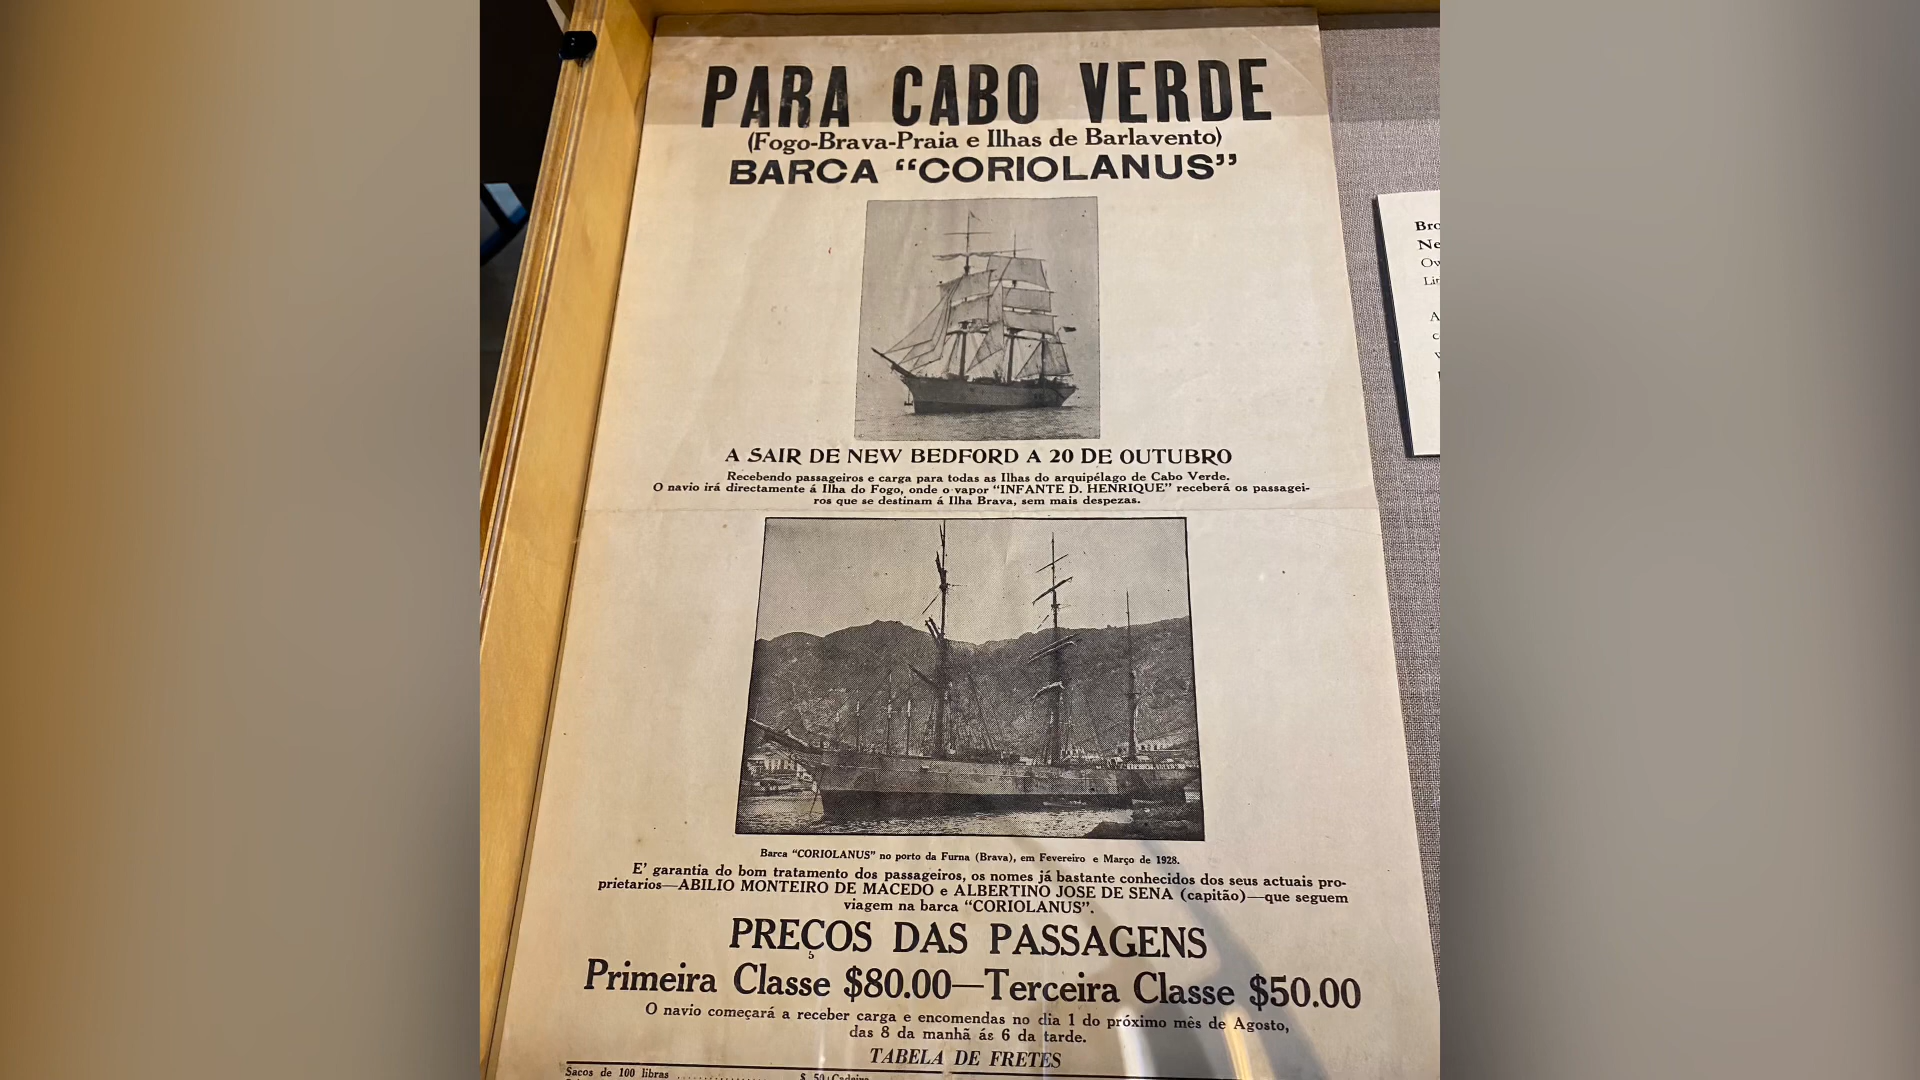 PARA CABO VERDE
(Fogo-Brava-Praia e Ilhas de Barlavento)
BARCA “CORIOLANUS”
A SAIR DE NEW BEDFORD A 20 DE OUTUBRO
Recebendo passageiros e carga para todas as Ilhas do arquipélago de Cabo Verde.
O navio irá directamente á Ilha do Fogo, onde o vapor “INFANTE D. HENRIQUE” receberá os passagei-
ros que se destinam á Ilha Brava, sem mais despezas.
Barca “CORIOLANUS” no porto da Furna (Brava), em Fevereiro e Março de 1928.
E’ garantia do bom tratamento dos passageiros, os nomes já bastante conhecidos dos seus actuais pro-
prietarios—ABILIO MONTEIRO DE MACEDO e ALBERTINO JOSE DE SENA (capitão)—que seguem
viagem na barca “CORIOLANUS”.
PREÇOS DAS PASSAGENS
Primeira Classe $80.00—Terceira Classe $50.00
O navio começará a receber carga e encomendas no dia 1 do próximo mês de Agosto,
das 8 da manhã ás 6 da tarde.
TABELA DE FRETES
Sacos de 100 libras